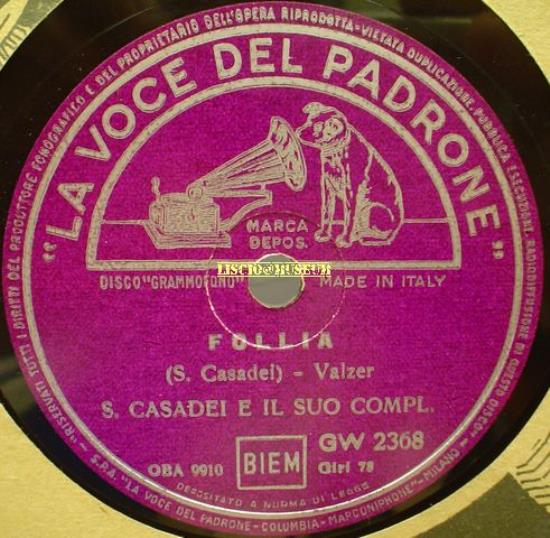 "RISERVATI TUTTI I DIRITTI DEL PRODUTTORE FONOGRAFICO E DEL PROPRIETARIO DELL'OPERA RIPRODOTTA - VIETATA DUPLICAZIONE, PUBBLICA ESECUZIONE, RADIODIFFUSIONE DI QUESTO DISCO"
"LA VOCE DEL PADRONE"
MARCA
DEPOS.
LISCIO@MUSEUM
DISCO "GRAMMOFONO" MADE IN ITALY
FOLLIA
(S. Casadei) - Valzer
S. CASADEI E IL SUO COMPL.
OBA 9910 BIEM GW 2368
Giri 78
DEPOSITATO A NORMA DI LEGGE
- S.P.A. "LA VOCE DEL PADRONE - COLUMBIA - MARCONIPHONE" - MILANO -